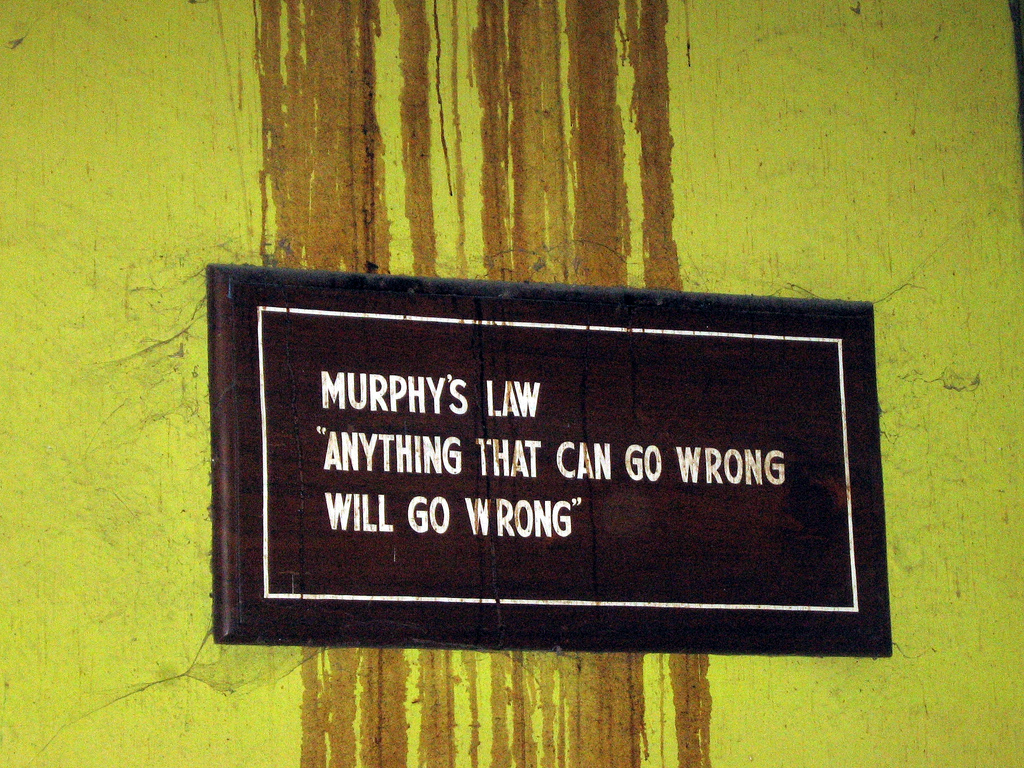 MURPHY'S LAW
"ANYTHING THAT CAN GO WRONG
WILL GO WRONG"